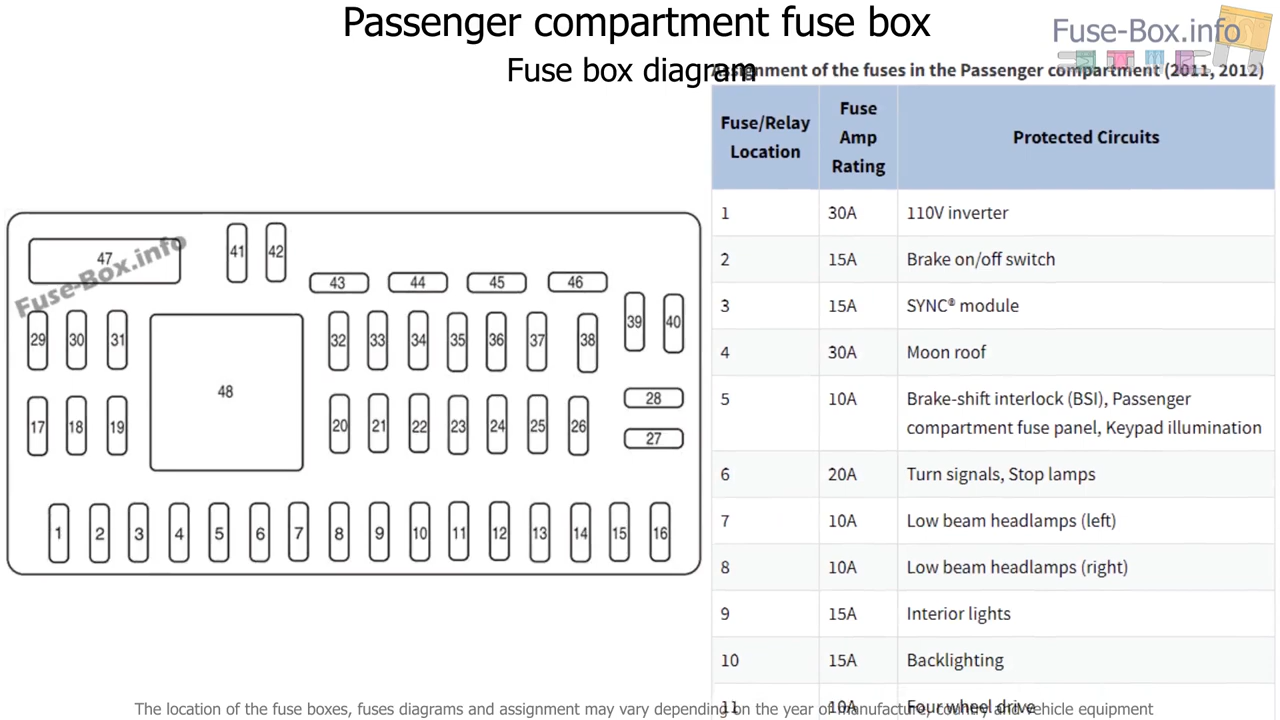 Passenger compartment fuse box
Fuse-Box.info
Fuse box diagram
Assignment of the fuses in the Passenger compartment (2011, 2012)
Fuse/Relay Location
Fuse Amp Rating
Protected Circuits
1 30A 110V inverter
2 15A Brake on/off switch
3 15A SYNC® module
4 30A Moon roof
5 10A Brake-shift interlock (BSI), Passenger
compartment fuse panel, Keypad illumination
6 20A Turn signals, Stop lamps
7 10A Low beam headlamps (left)
8 10A Low beam headlamps (right)
9 15A Interior lights
10 15A Backlighting
11 10A Four wheel drive
47 41 42
Fuse-Box.info
43 44 45 46
39 40
29 30 31 32 33 34 35 36 37 38
48
28
17 18 19 20 21 22 23 24 25 26
27
1 2 3 4 5 6 7 8 9 10 11 12 13 14 15 16
The location of the fuse boxes, fuses diagrams and assignment may vary depending on the year of manufacture, country and vehicle equipment